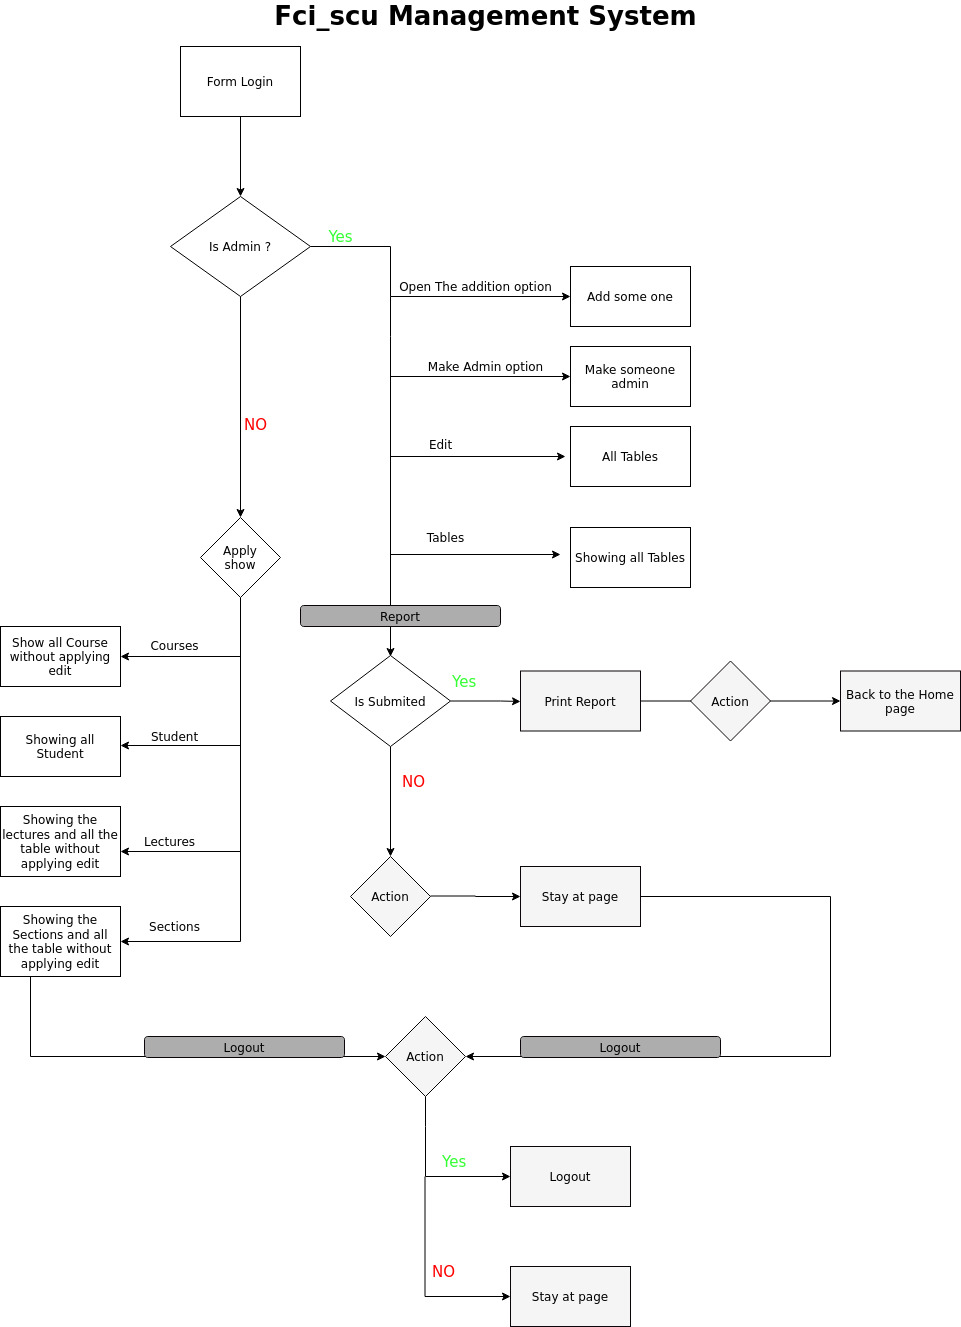 Fci_scu Management System
Form Login
Is Admin ?
Yes
Open The addition option
Add some one
Make Admin option
Make someone
admin
NO
Edit
All Tables
Tables
Showing all Tables
Apply
show
Report
Courses
Show all Course
without applying
edit
Is Submited
Yes
Print Report
Action
Back to the Home
page
Student
Showing all
Student
NO
Lectures
Showing the
lectures and all the
table without
applying edit
Action
Stay at page
Sections
Showing the
Sections and all
the table without
applying edit
Logout
Action
Logout
Yes
Logout
NO
Stay at page